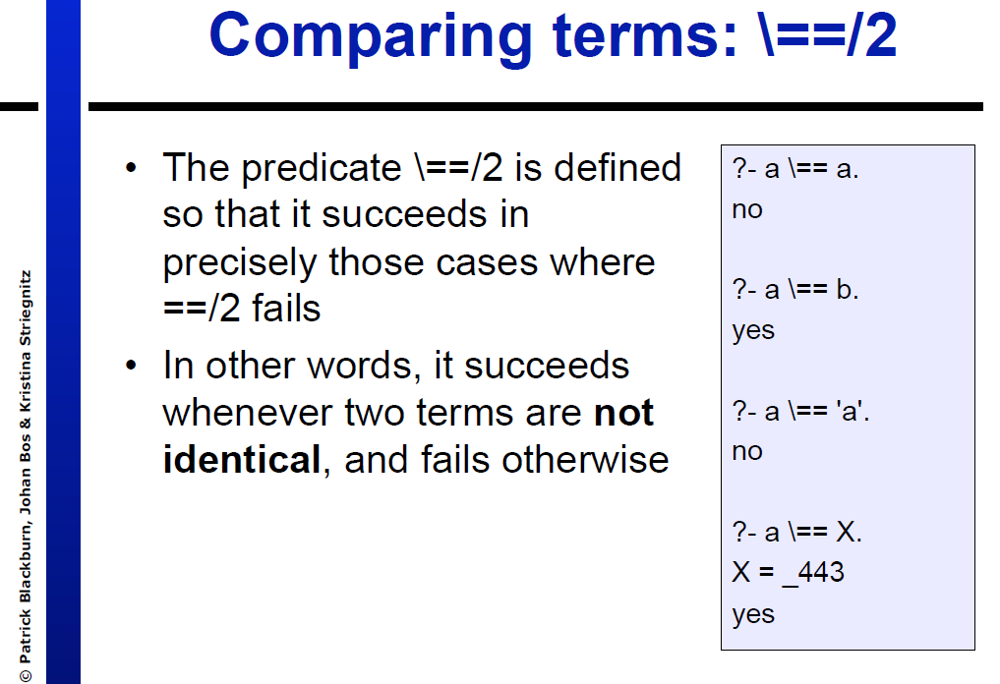 Comparing terms: \==/2
• The predicate \==/2 is defined
so that it succeeds in
precisely those cases where
==/2 fails
• In other words, it succeeds
whenever two terms are not
identical, and fails otherwise
?- a \== a.
no
?- a \== b.
yes
?- a \== 'a'.
no
?- a \== X.
X = _443
yes
© Patrick Blackburn, Johan Bos & Kristina Striegnitz